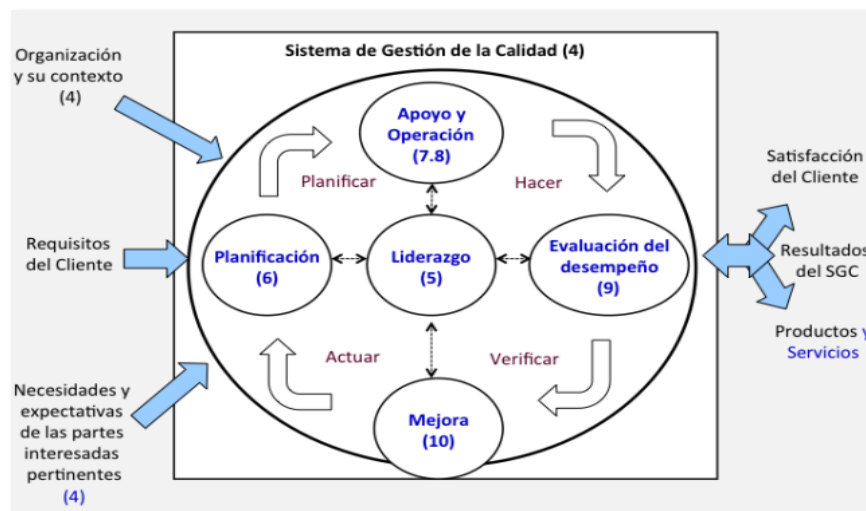 Sistema de Gestión de la Calidad (4)
Organización
y su contexto
(4)
Requisitos
del Cliente
Necesidades y
expectativas
de las partes
interesadas
pertinentes
(4)
Apoyo y
Operación
(7.8)
Planificar
Hacer
Planificación
(6)
Liderazgo
(5)
Evaluación del
desempeño
(9)
Actuar
Verificar
Mejora
(10)
Satisfacción
del Cliente
Resultados
del SGC
Productos y
Servicios